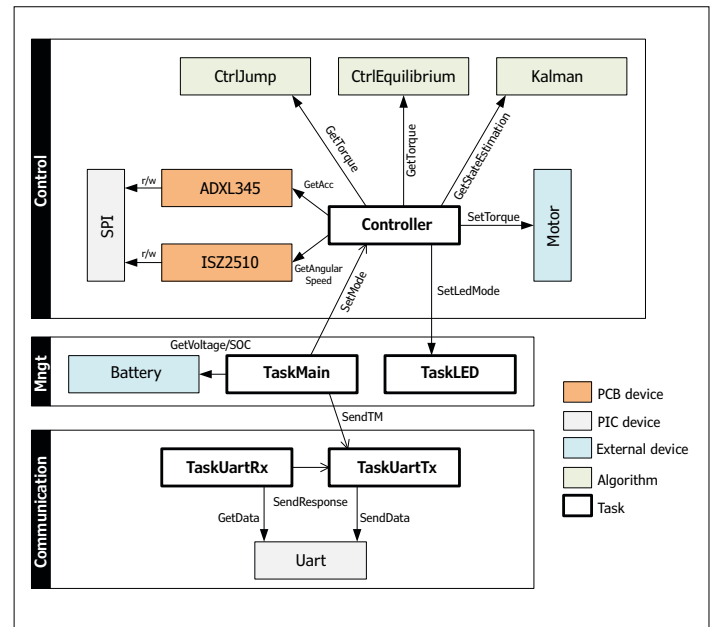 Control
CtrlJump
CtrlEquilibrium
Kalman
GetTorque
GetTorque
GetStateEstimation
SPI
r/w
ADXL345
GetAcc
Controller
SetTorque
Motor
r/w
ISZ2510
GetAngular
Speed
SetMode
SetLedMode
Mngt
GetVoltage/SOC
Battery
TaskMain
TaskLED
SendTM
Communication
TaskUartRx
TaskUartTx
SendResponse
GetData
SendData
Uart
PCB device
PIC device
External device
Algorithm
Task